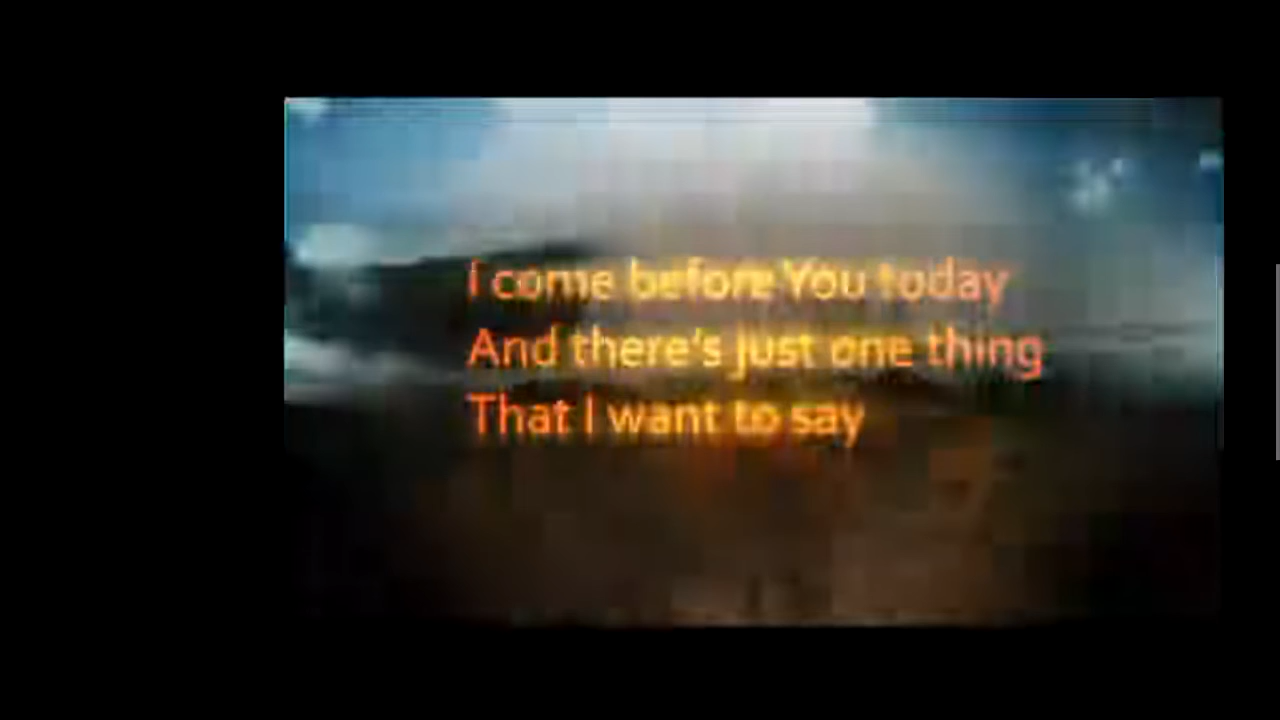 I come before You today
And there's just one thing
That I want to say